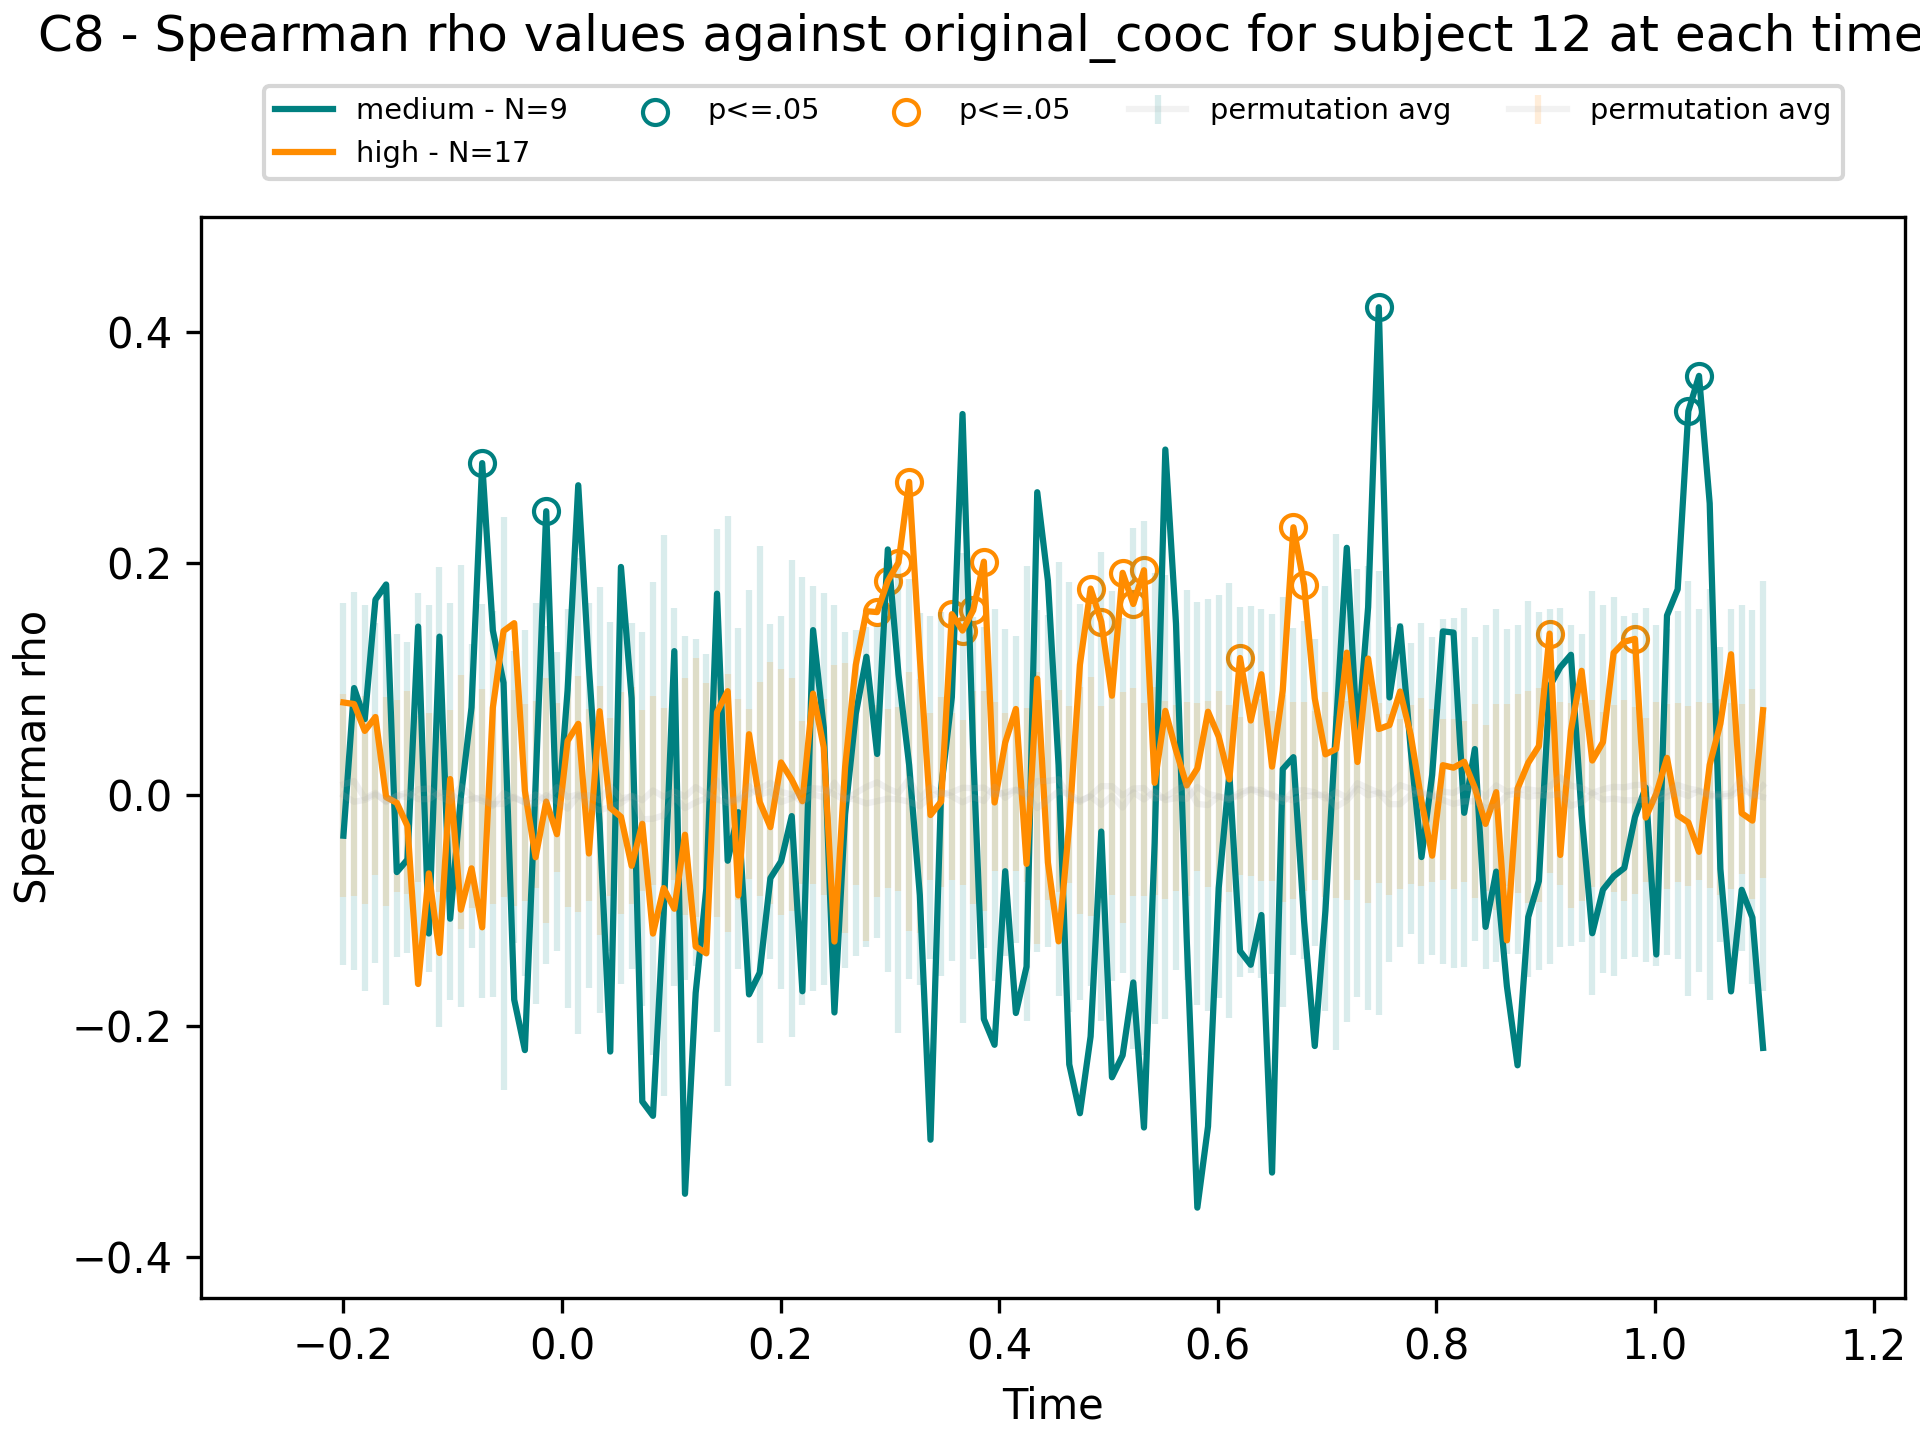 C8 - Spearman rho values against original_cooc for subject 12 at each time
medium - N=9
high - N=17
p<=.05
p<=.05
permutation avg
permutation avg
Spearman rho
0.4
0.2
0.0
−0.2
−0.4
−0.2 0.0 0.2 0.4 0.6 0.8 1.0 1.2
Time